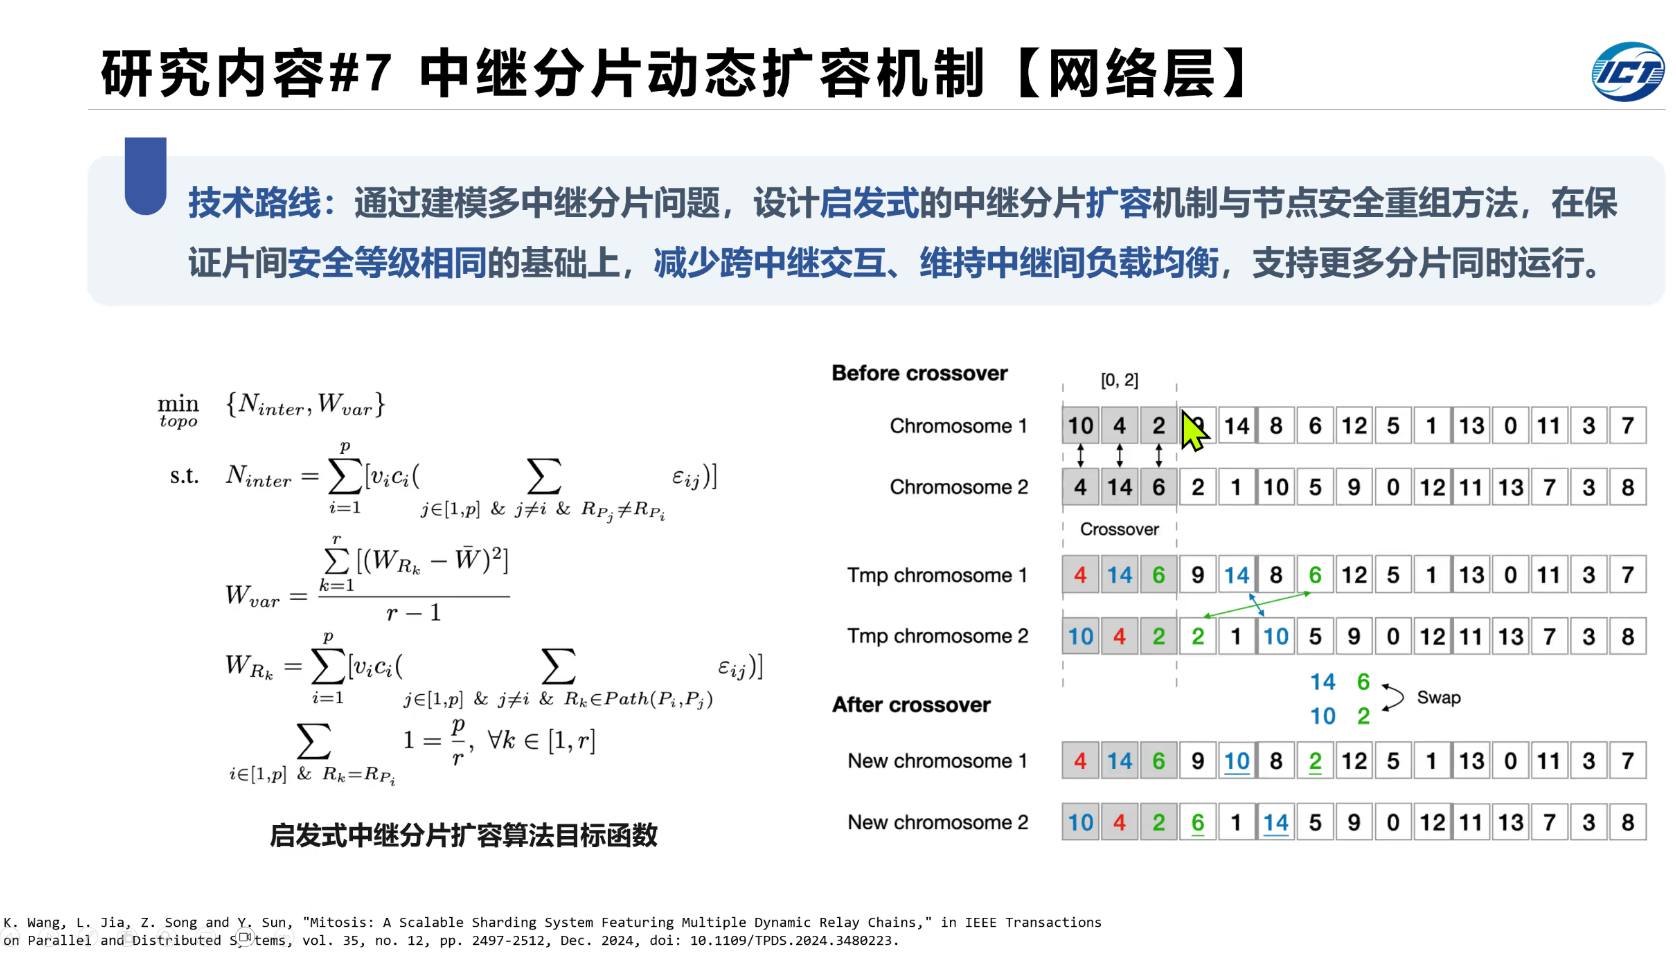 研究内容#7 中继分片动态扩容机制【网络层】
ICT
技术路线：通过建模多中继分片问题，设计启发式的中继分片扩容机制与节点安全重组方法，在保
证片间安全等级相同的基础上，减少跨中继交互、维持中继间负载均衡，支持更多分片同时运行。
min_{topo} {N_{inter}, W_{var}}
s.t. N_{inter} = \sum_{i=1}^{p} [v_i c_i ( \sum_{j∈[1,p] & j≠i & R_{P_j}≠R_{P_i}} ε_{ij})]
W_{var} = \frac{\sum_{k=1}^{r} [(W_{R_k} − \bar{W})^2]}{r − 1}
W_{R_k} = \sum_{i=1}^{p} [v_i c_i ( \sum_{j∈[1,p] & j≠i & R_k∈Path(P_i,P_j)} ε_{ij})]
\sum_{i∈[1,p] & R_k=R_{P_i}} 1 = \frac{p}{r}, ∀k ∈ [1, r]
启发式中继分片扩容算法目标函数
Before crossover
[0, 2]
Chromosome 1 10 4 2 14 8 6 12 5 1 13 0 11 3 7
Chromosome 2 4 14 6 2 1 10 5 9 0 12 11 13 7 3 8
Crossover
Tmp chromosome 1 4 14 6 9 14 8 6 12 5 1 13 0 11 3 7
Tmp chromosome 2 10 4 2 2 1 10 5 9 0 12 11 13 7 3 8
14 6
10 2
Swap
After crossover
New chromosome 1 4 14 6 9 10 8 2 12 5 1 13 0 11 3 7
New chromosome 2 10 4 2 6 1 14 5 9 0 12 11 13 7 3 8
K. Wang, L. Jia, Z. Song and Y. Sun, "Mitosis: A Scalable Sharding System Featuring Multiple Dynamic Relay Chains," in IEEE Transactions
on Parallel and Distributed Systems, vol. 35, no. 12, pp. 2497-2512, Dec. 2024, doi: 10.1109/TPDS.2024.3480223.